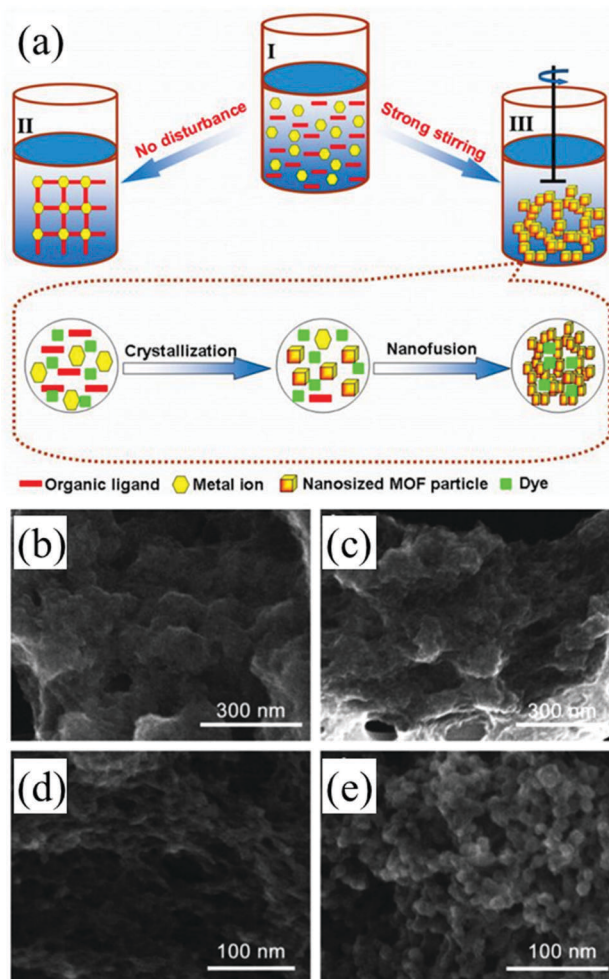 (a)
I
II
No disturbance
Strong stirring
III
Crystallization
Nanofusion
Organic ligand Metal ion Nanosized MOF particle Dye
(b)
(c)
300 nm
300 nm
(d)
(e)
100 nm
100 nm